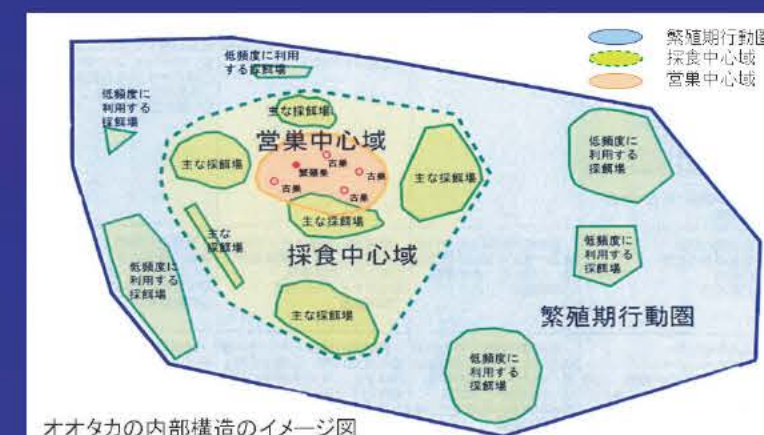 繁殖期行動圏
採食中心域
営巣中心域
低頻度に利用
する採餌場
低頻度に
利用する
採餌場
主な採餌場
営巣中心域
主な採餌場
古巣
繁殖巣
古巣
古巣
古巣
主な採餌場
主な採餌場
主な
採餌場
採食中心域
主な採餌場
低頻度に
利用する
採餌場
低頻度に
利用する
採餌場
低頻度に
利用する
採餌場
繁殖期行動圏
低頻度に
利用する
採餌場
オオタカの内部構造のイメージ図